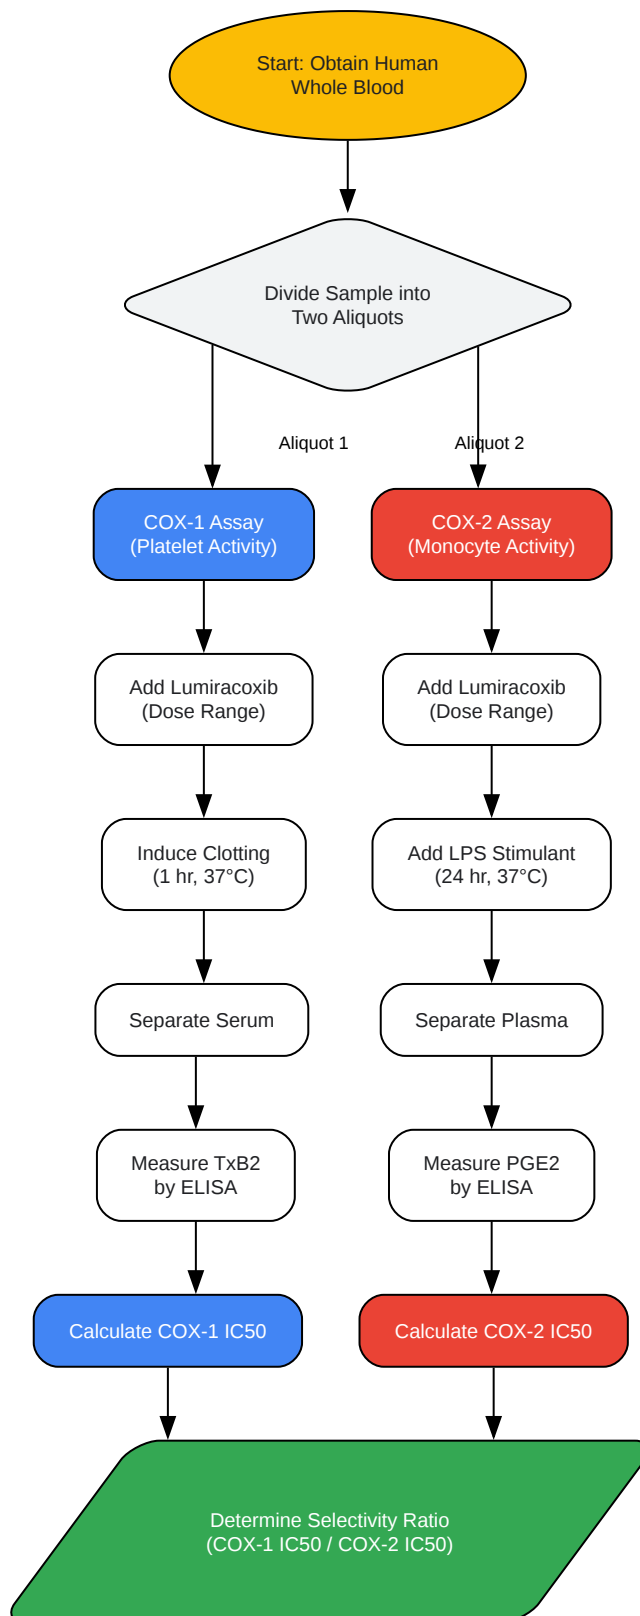 Start: Obtain Human
Whole Blood
Divide Sample into
Two Aliquots
Aliquot 1
Aliquot 2
COX-1 Assay
(Platelet Activity)
COX-2 Assay
(Monocyte Activity)
Add Lumiracoxib
(Dose Range)
Add Lumiracoxib
(Dose Range)
Induce Clotting
(1 hr, 37°C)
Add LPS Stimulant
(24 hr, 37°C)
Separate Serum
Separate Plasma
Measure TxB2
by ELISA
Measure PGE2
by ELISA
Calculate COX-1 IC50
Calculate COX-2 IC50
Determine Selectivity Ratio
(COX-1 IC50 / COX-2 IC50)